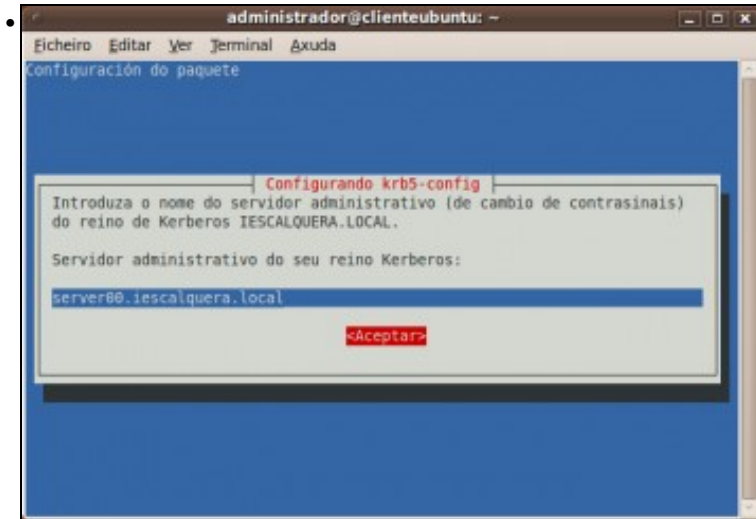 administrador@clienteubuntu: ~
Ficheiro Editar Ver Terminal Axuda
Configuración do paquete
Configurando krb5-config
Introduza o nome do servidor administrativo (de cambio de contrasinais)
do reino de Kerberos IESCALQUERA.LOCAL.
Servidor administrativo do seu reino Kerberos:
server00.iescalquera.local
<Aceptar>